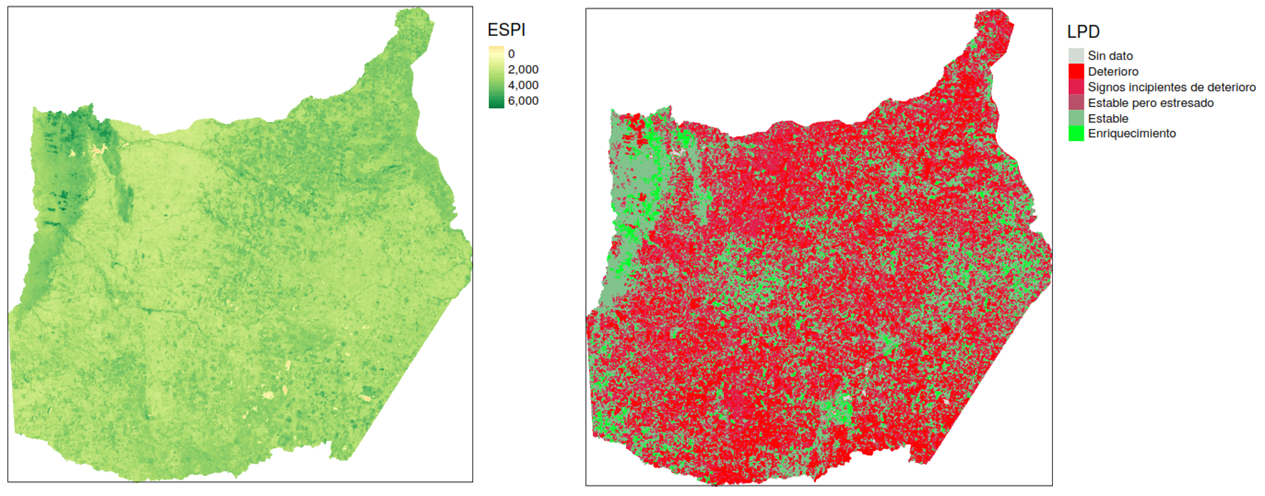 ESPI
0
2,000
4,000
6,000
LPD
Sin dato
Deterioro
Signos incipientes de deterioro
Estable pero estresado
Estable
Enriquecimiento